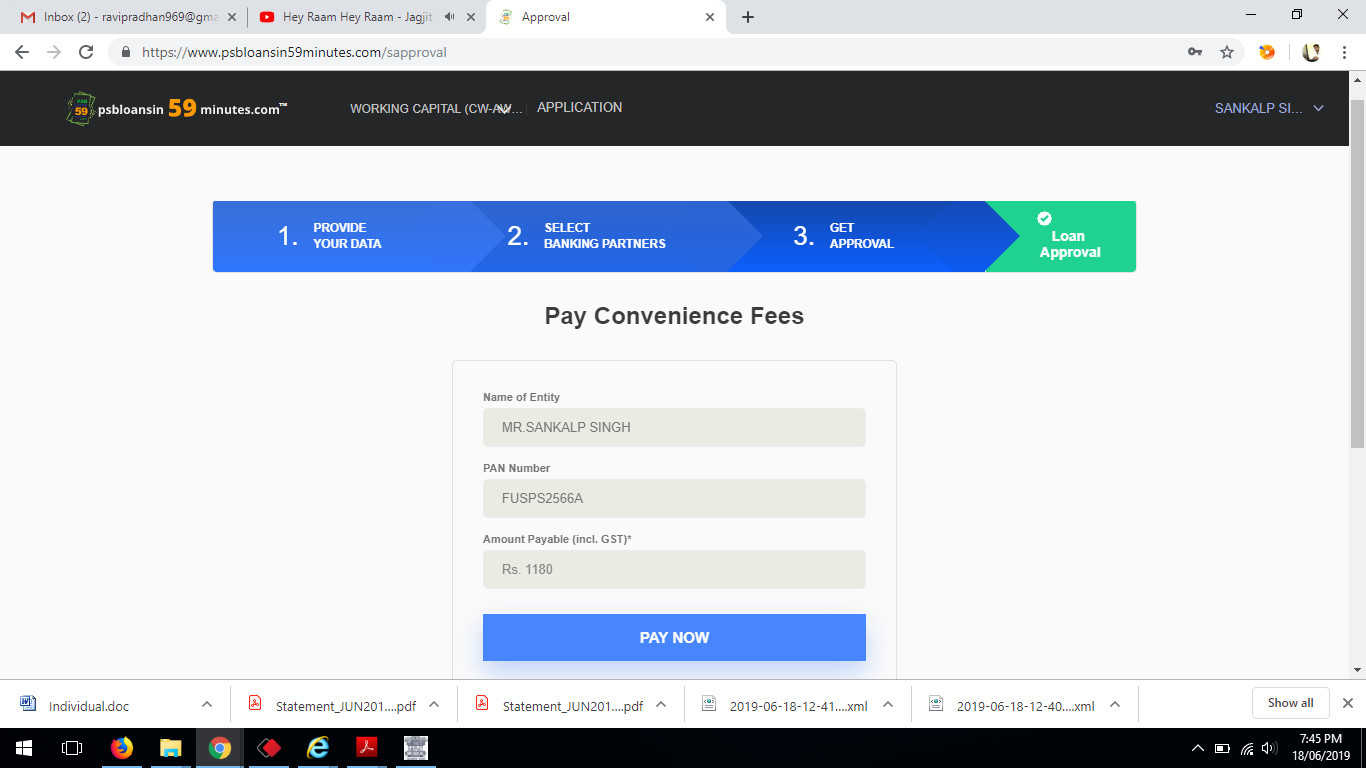 Inbox (2) - ravipradhan969@gma
Hey Raam Hey Raam - Jagjit
Approval
https://www.psbloansin59minutes.com/sapproval
psbloansin 59 minutes.com™
WORKING CAPITAL (CW-A
APPLICATION
SANKALP SI...
1. PROVIDE
YOUR DATA
2. SELECT
BANKING PARTNERS
3. GET
APPROVAL
Loan
Approval
Pay Convenience Fees
Name of Entity
MR.SANKALP SINGH
PAN Number
FUSPS2566A
Amount Payable (incl. GST)*
Rs. 1180
PAY NOW
Individual.doc
Statement_JUN201....pdf
Statement_JUN201....pdf
2019-06-18-12-41....xml
2019-06-18-12-40....xml
Show all
7:45 PM
18/06/2019